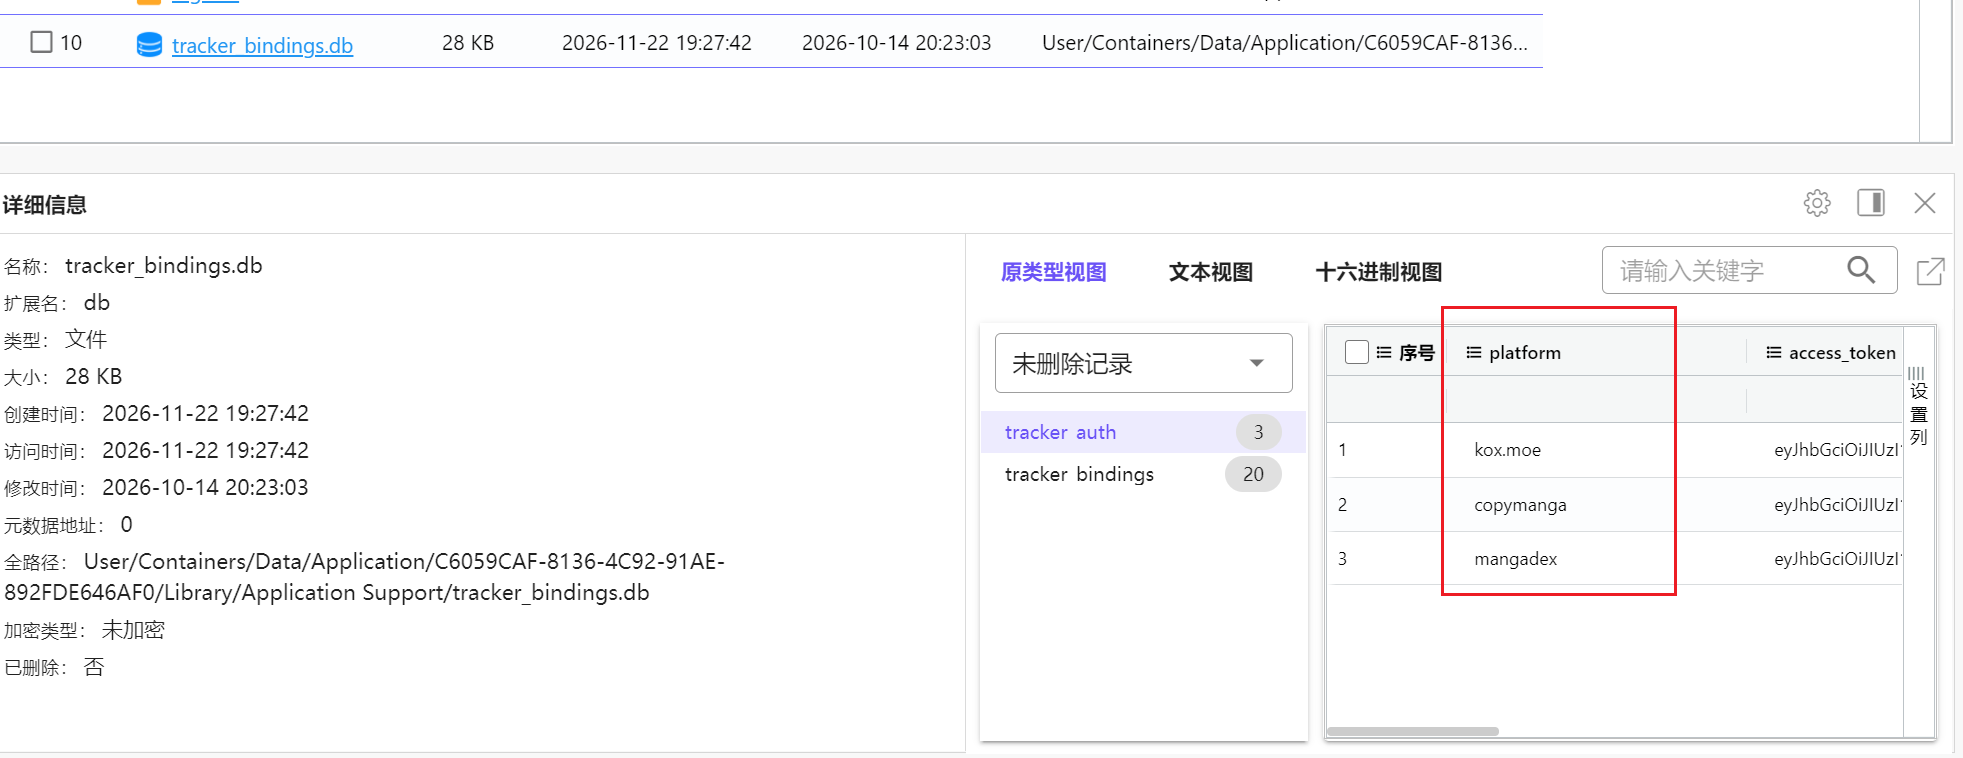 10 tracker_bindings.db 28 KB 2026-11-22 19:27:42 2026-10-14 20:23:03 User/Containers/Data/Application/C6059CAF-8136...
详细信息
名称： tracker_bindings.db
扩展名： db
类型： 文件
大小： 28 KB
创建时间： 2026-11-22 19:27:42
访问时间： 2026-11-22 19:27:42
修改时间： 2026-10-14 20:23:03
元数据地址： 0
全路径： User/Containers/Data/Application/C6059CAF-8136-4C92-91AE-
892FDE646AF0/Library/Application Support/tracker_bindings.db
加密类型： 未加密
已删除： 否
原类型视图 文本视图 十六进制视图 请输入关键字
未删除记录
tracker_auth 3
tracker_bindings 20
序号 platform access_token
1 kox.moe eyJhbGciOiJIUzI1
2 copymanga eyJhbGciOiJIUzI1
3 mangadex eyJhbGciOiJIUzI1
设置列